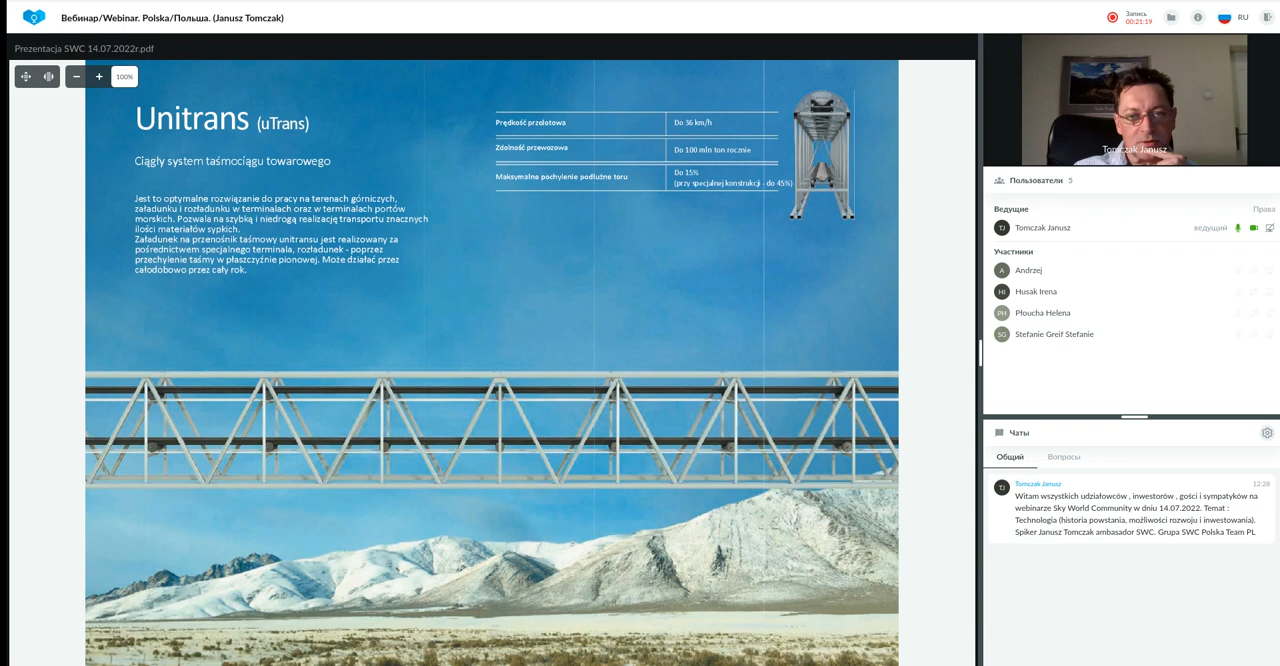 Вебинар/Webinar. Polska/Польша. (Janusz Tomczak)
Запись
00:21:19
RU
Prezentacja SWC 14.07.2022r.pdf
100%
Unitrans (uTrans)
Ciągły system taśmociągu towarowego
Jest to optymalne rozwiązanie do pracy na terenach górniczych,
załadunku i rozładunku w terminalach oraz w terminalach portów
morskich. Pozwala na szybką i niedrogą realizację transportu znacznych
ilości materiałów sypkich.
Załadunek na przenośnik taśmowy unitransu jest realizowany za
pośrednictwem specjalnego terminala, rozładunek - poprzez
przechylenie taśmy w płaszczyźnie pionowej. Może działać przez
całodobowo przez cały rok.
Prędkość przelotowa
Do 36 km/h
Zdolność przewozowa
Do 100 mln ton rocznie
Maksymalne pochylenie podłużne toru
Do 15%
(przy specjalnej konstrukcji - do 45%)
Tomczak Janusz
Пользователи 5
Ведущие
Права
TJ
Tomczak Janusz
ведущий
Участники
A
Andrzej
HI
Husak Irena
PH
Płoucha Helena
SG
Stefanie Greif Stefanie
Чаты
Общий
Вопросы
TJ
Tomczak Janusz
12:28
Witam wszystkich udziałowców , inwestorów , gości i sympatyków na
webinarze Sky World Community w dniu 14.07.2022. Temat :
Technologia (historia powstania, możliwości rozwoju i inwestowania).
Spiker Janusz Tomczak ambasador SWC. Grupa SWC Polska Team PL